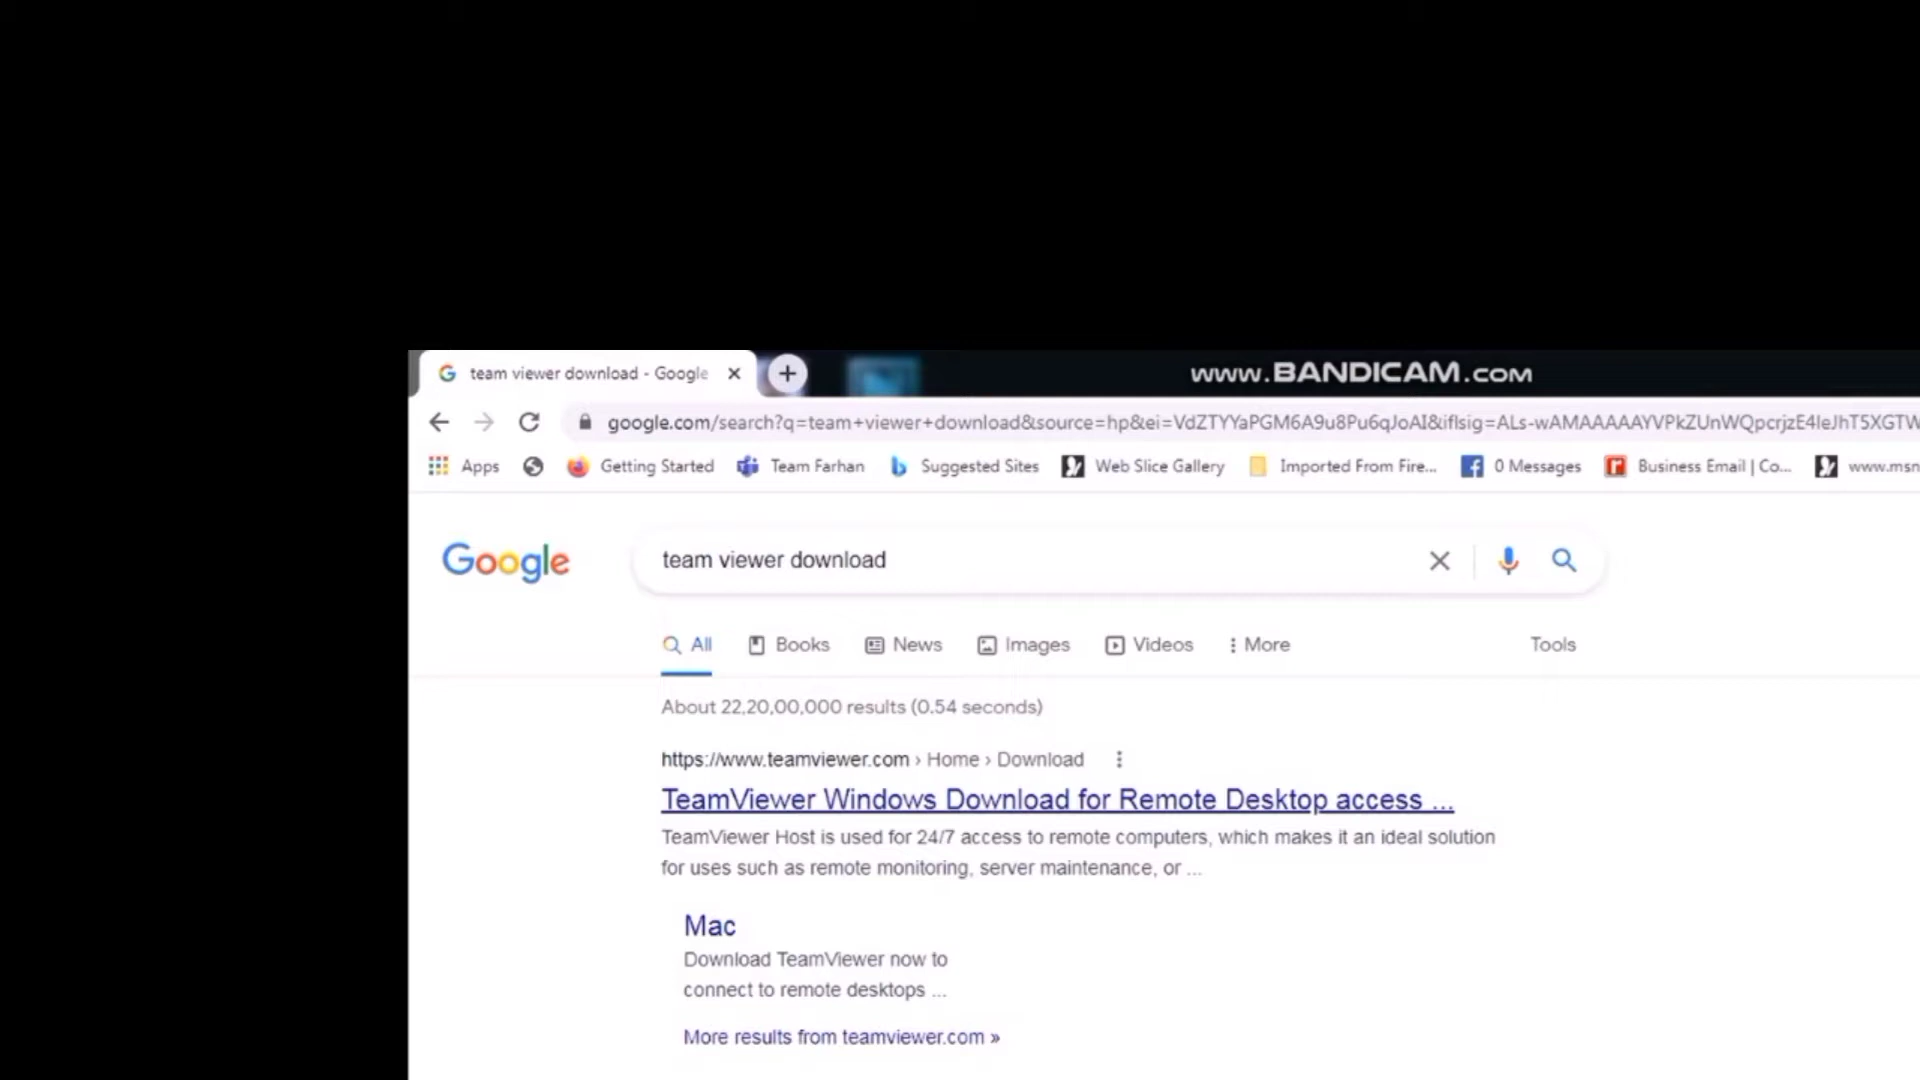 team viewer download - Google
www.BANDICAM.com
google.com/search?q=team+viewer+download&source=hp&ei=VdZTYYaPGM6A9u8Pu6qJoAI&iflsig=ALs-wAMAAAAAYVPkZUnWQpcrjzE4IeJhT5XGTW
Apps Getting Started Team Farhan Suggested Sites Web Slice Gallery Imported From Fire... 0 Messages Business Email | Co... www.msn
Google team viewer download
All Books News Images Videos More Tools
About 22,20,00,000 results (0.54 seconds)
https://www.teamviewer.com › Home › Download
TeamViewer Windows Download for Remote Desktop access ...
TeamViewer Host is used for 24/7 access to remote computers, which makes it an ideal solution
for uses such as remote monitoring, server maintenance, or ...
Mac
Download TeamViewer now to
connect to remote desktops ...
More results from teamviewer.com »